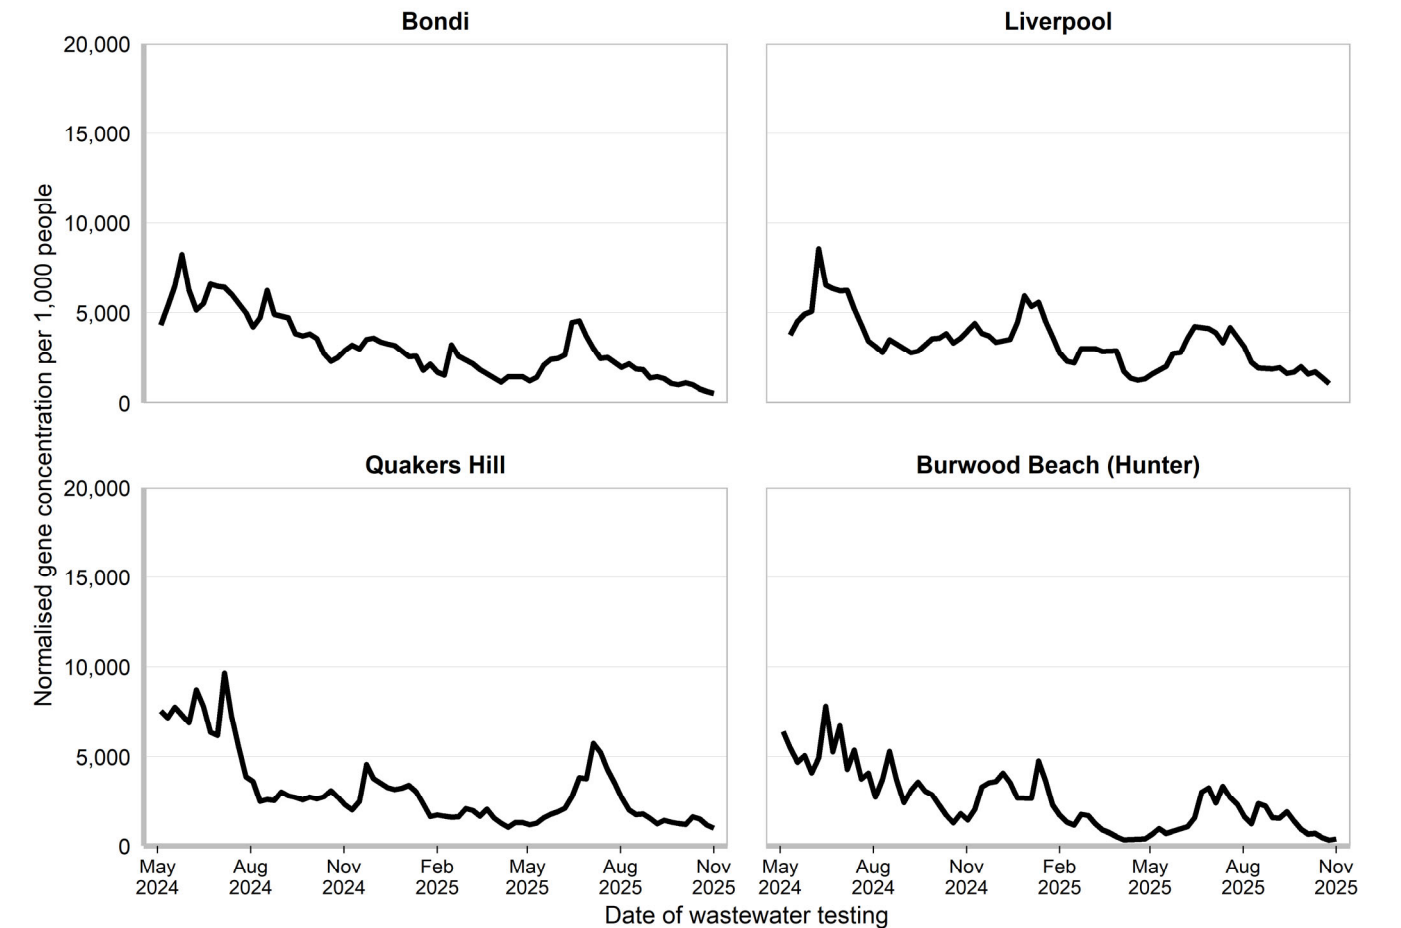 Bondi
Liverpool
20,000
15,000
10,000
5,000
0
Quakers Hill
Burwood Beach (Hunter)
20,000
15,000
10,000
5,000
0
Normalised gene concentration per 1,000 people
May Aug Nov Feb May Aug Nov
2024 2024 2024 2025 2025 2025 2025
May Aug Nov Feb May Aug Nov
2024 2024 2024 2025 2025 2025 2025
Date of wastewater testing